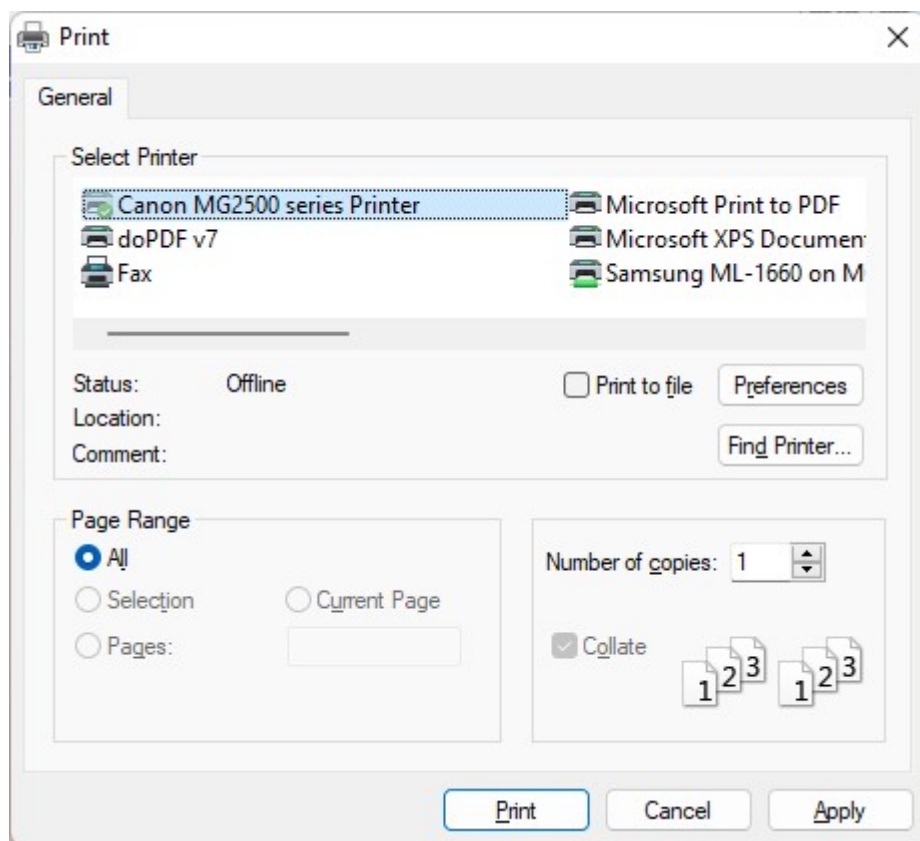 Print
General
Select Printer
Canon MG2500 series Printer
Microsoft Print to PDF
doPDF v7
Microsoft XPS Documen
Fax
Samsung ML-1660 on M
Status:
Offline
Print to file
Preferences
Location:
Comment:
Find Printer...
Page Range
All
Number of copies:
1
Selection
Current Page
Pages:
Collate
1 2 3
1 2 3
Print
Cancel
Apply